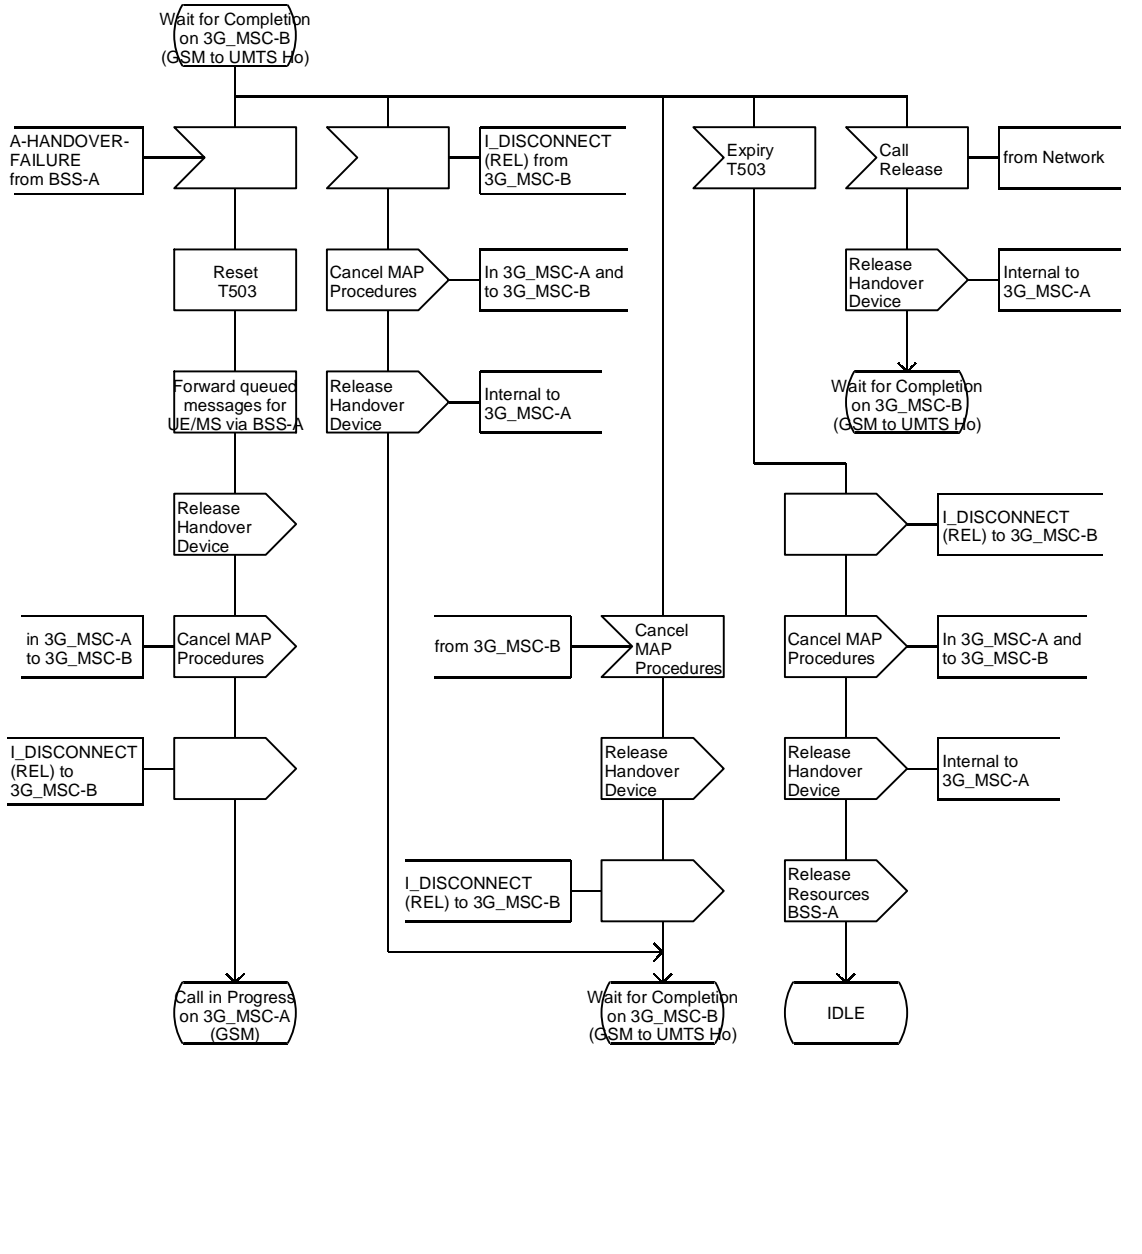 Wait for Completion
on 3G_MSC-B
(GSM to UMTS Ho)
A-HANDOVER-
FAILURE
from BSS-A
I_DISCONNECT
(REL) from
3G_MSC-B
Expiry
T503
Call
Release
from Network
Reset
T503
Cancel MAP
Procedures
In 3G_MSC-A and
to 3G_MSC-B
Release
Handover
Device
Internal to
3G_MSC-A
Forward queued
messages for
UE/MS via BSS-A
Release
Handover
Device
Internal to
3G_MSC-A
Wait for Completion
on 3G_MSC-B
(GSM to UMTS Ho)
Release
Handover
Device
I_DISCONNECT
(REL) to 3G_MSC-B
in 3G_MSC-A
to 3G_MSC-B
Cancel MAP
Procedures
from 3G_MSC-B
Cancel
MAP
Procedures
Cancel MAP
Procedures
In 3G_MSC-A and
to 3G_MSC-B
I_DISCONNECT
(REL) to
3G_MSC-B
Release
Handover
Device
Release
Handover
Device
Internal to
3G_MSC-A
I_DISCONNECT
(REL) to 3G_MSC-B
Release
Resources
BSS-A
Call in Progress
on 3G_MSC-A
(GSM)
Wait for Completion
on 3G_MSC-B
(GSM to UMTS Ho)
IDLE